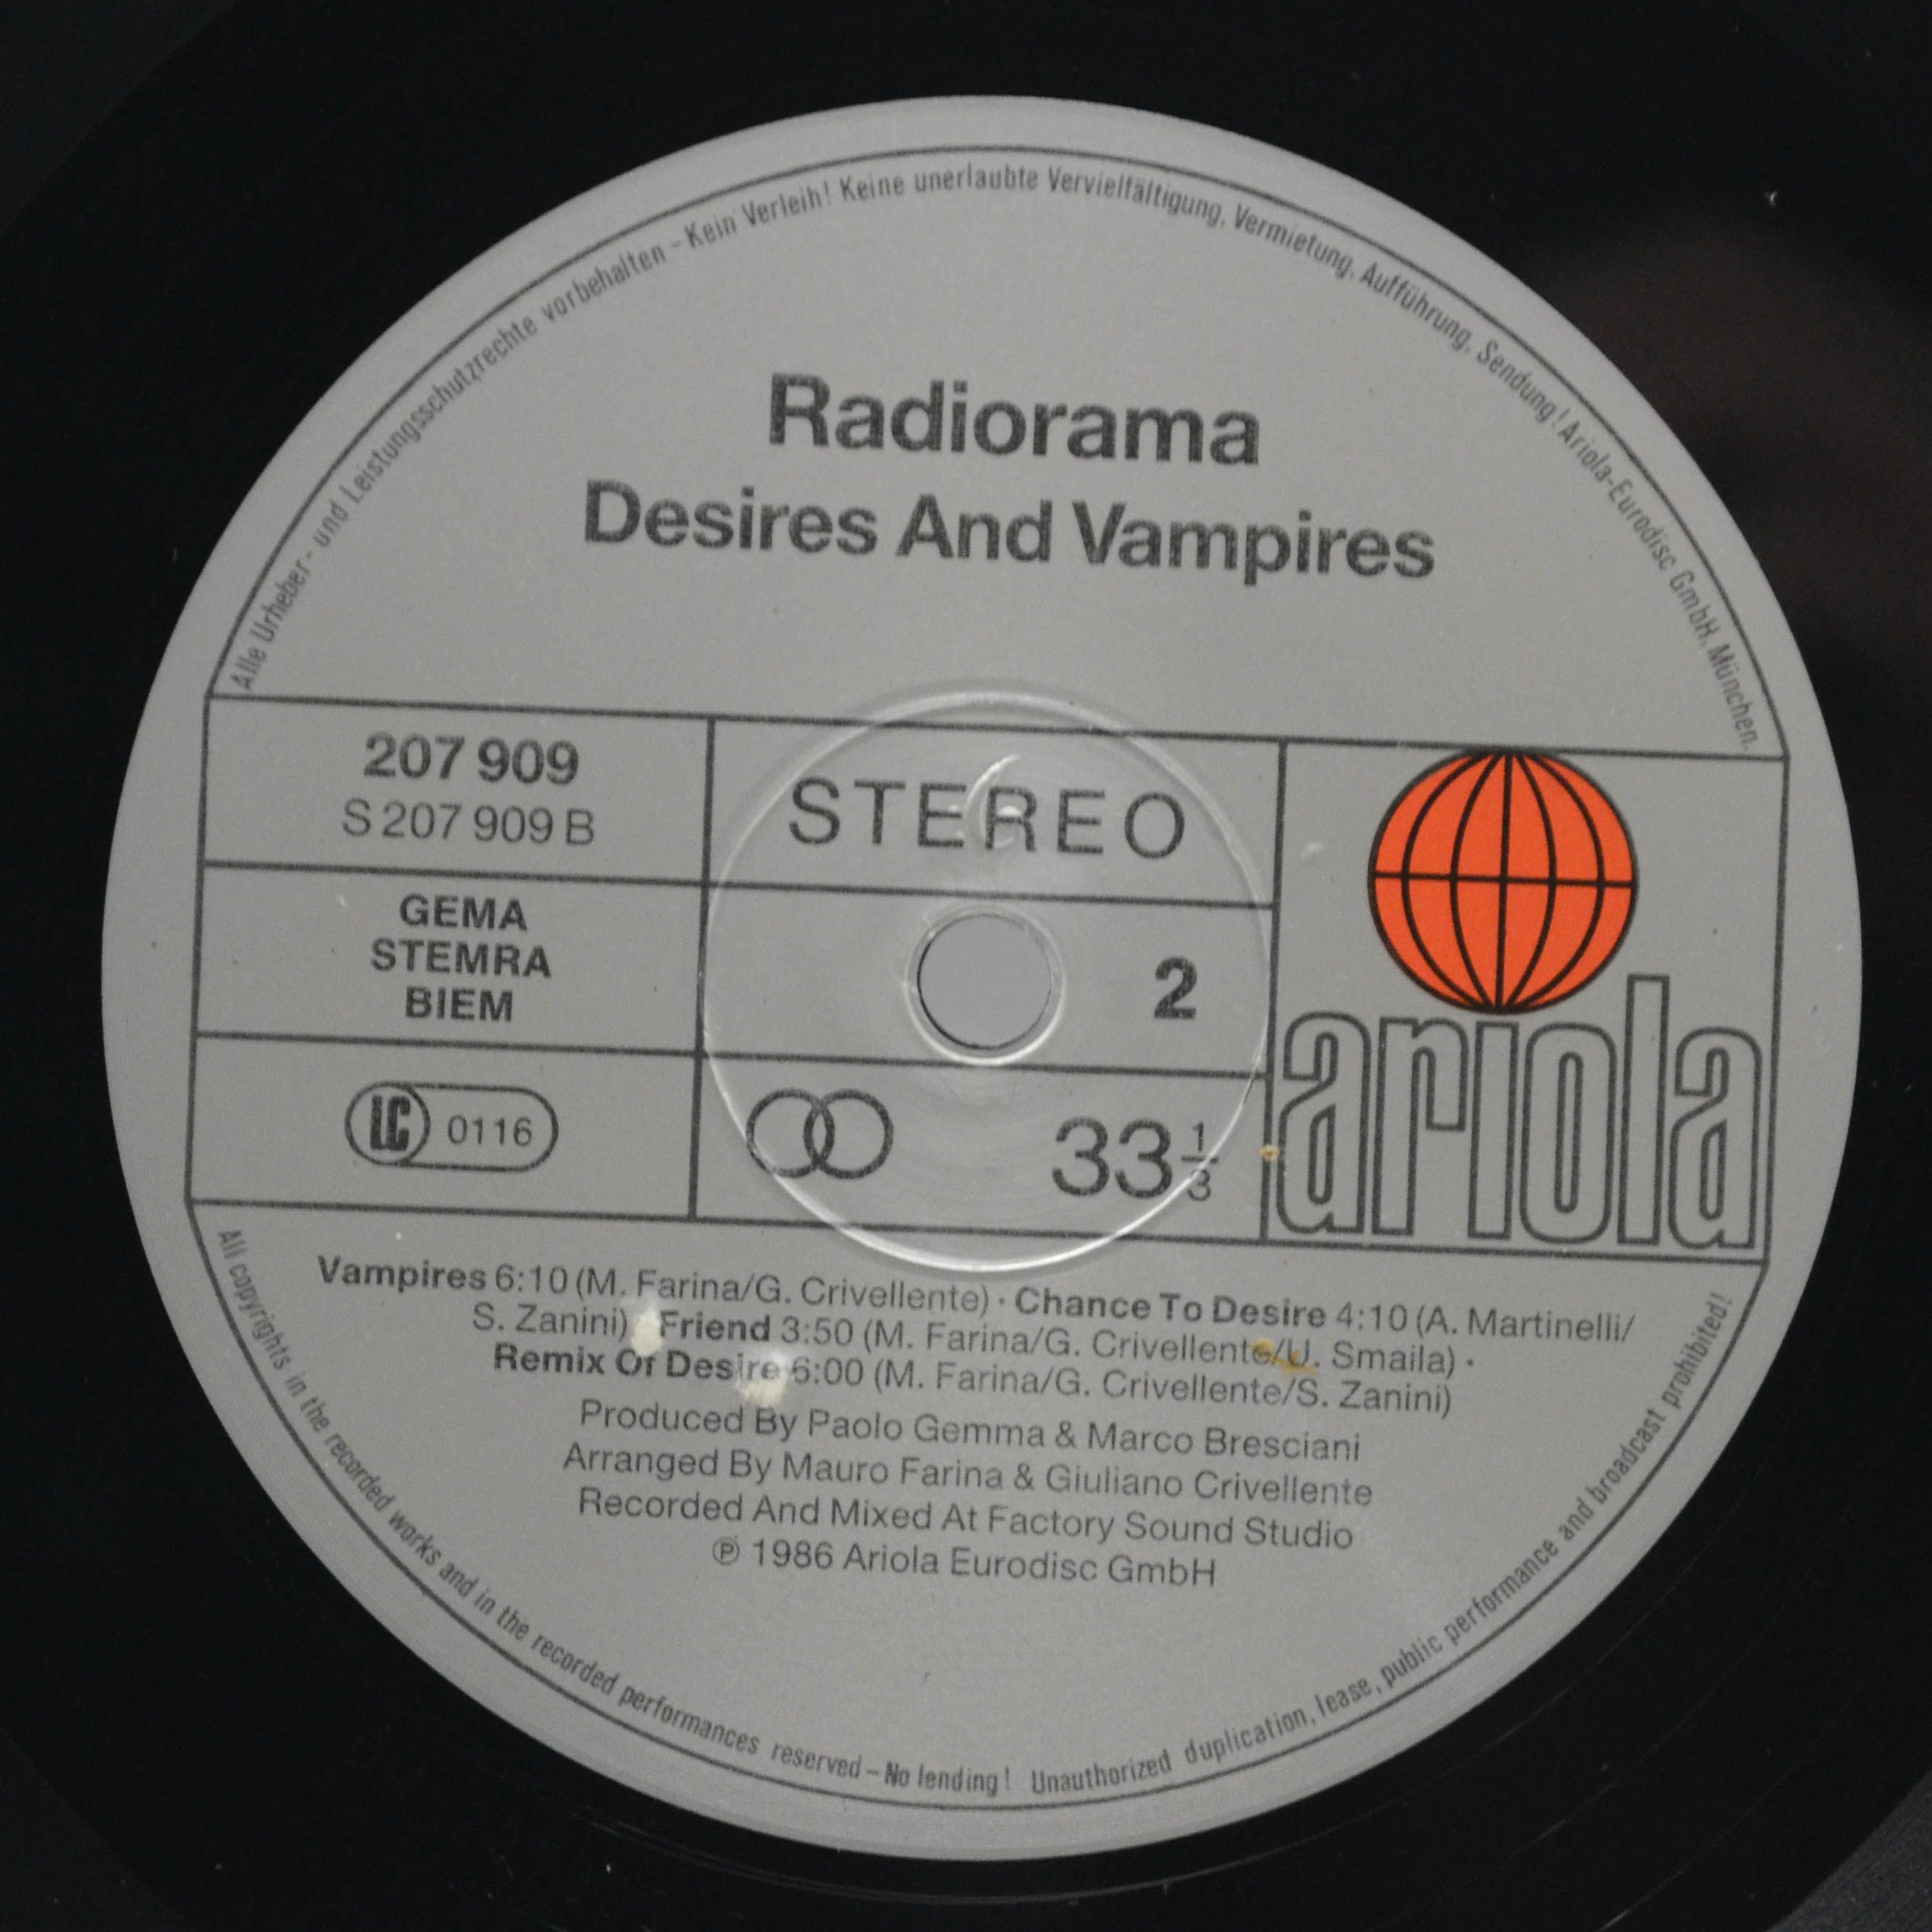 Alle Urheber- und Leistungsschutzrechte vorbehalten – Kein Verleih! Keine unerlaubte Vervielfältigung, Vermietung, Aufführung, Sendung! Ariola-Eurodisc GmbH, München.
Radiorama
Desires And Vampires
207 909
S 207 909 B
STEREO
GEMA
STEMRA
BIEM
2
LC 0116
33 1/3
ariola
Vampires 6:10 (M. Farina/G. Crivellente) · Chance To Desire 4:10 (A. Martinelli/
S. Zanini) Friend 3:50 (M. Farina/G. Crivellente/U. Smaila) ·
Remix Of Desire 6:00 (M. Farina/G. Crivellente/S. Zanini)
Produced By Paolo Gemma & Marco Bresciani
Arranged By Mauro Farina & Giuliano Crivellente
Recorded And Mixed At Factory Sound Studio
℗ 1986 Ariola Eurodisc GmbH
All copyrights in the recorded works and in the recorded performances reserved – No lending! Unauthorized duplication, lease, public performance and broadcast prohibited!